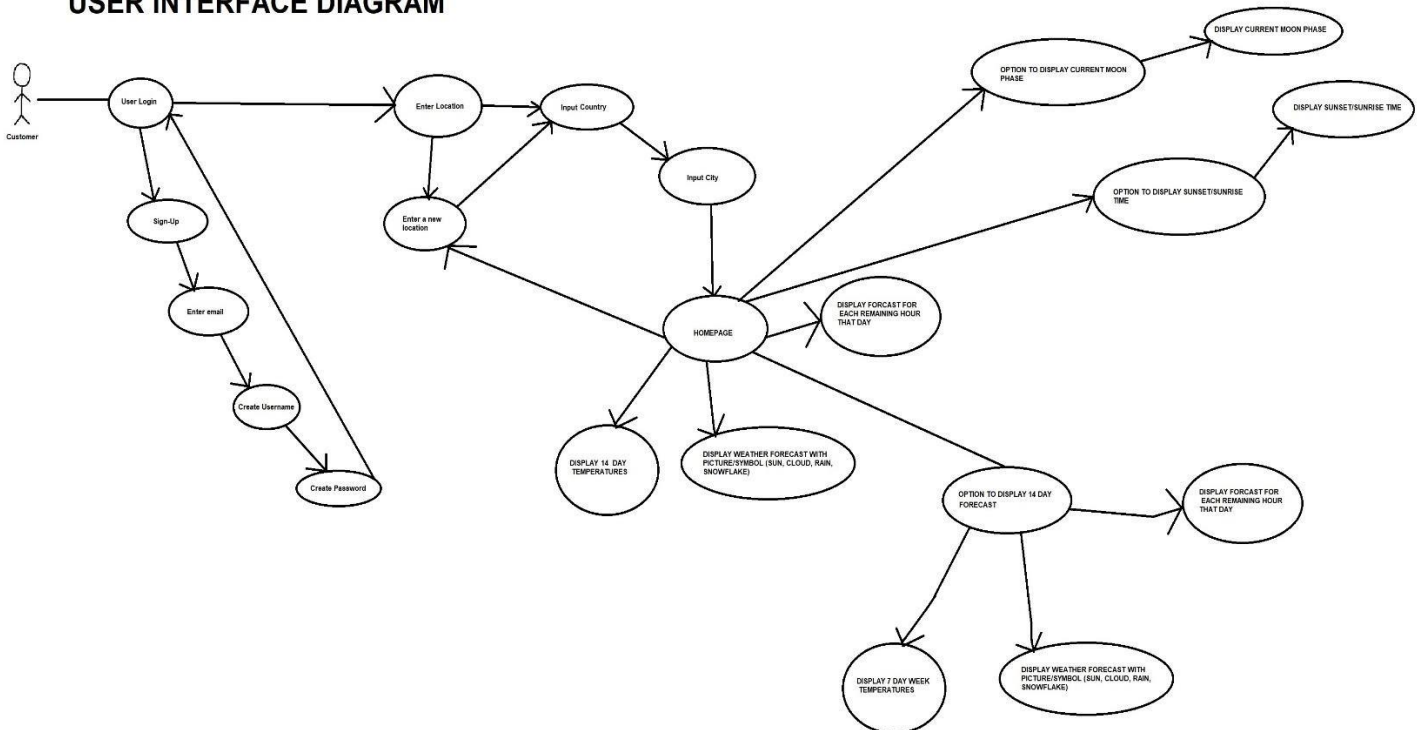 USER INTERFACE DIAGRAM
DISPLAY CURRENT MOON PHASE
OPTION TO DISPLAY CURRENT MOON
PHASE
User Login
Enter Location
Input Country
DISPLAY SUNSET/SUNRISE TIME
Customer
Input City
OPTION TO DISPLAY SUNSET/SUNRISE
TIME
Sign-Up
Enter a new
location
Enter email
HOMEPAGE
DISPLAY FORCAST FOR
EACH REMAINING HOUR
THAT DAY
Create Username
DISPLAY 14 DAY
TEMPERATURES
DISPLAY WEATHER FORECAST WITH
PICTURE/SYMBOL (SUN, CLOUD, RAIN,
SNOWFLAKE)
Create Password
OPTION TO DISPLAY 14 DAY
FORECAST
DISPLAY FORCAST FOR
EACH REMAINING HOUR
THAT DAY
DISPLAY 7 DAY WEEK
TEMPERATURES
DISPLAY WEATHER FORECAST WITH
PICTURE/SYMBOL (SUN, CLOUD, RAIN,
SNOWFLAKE)